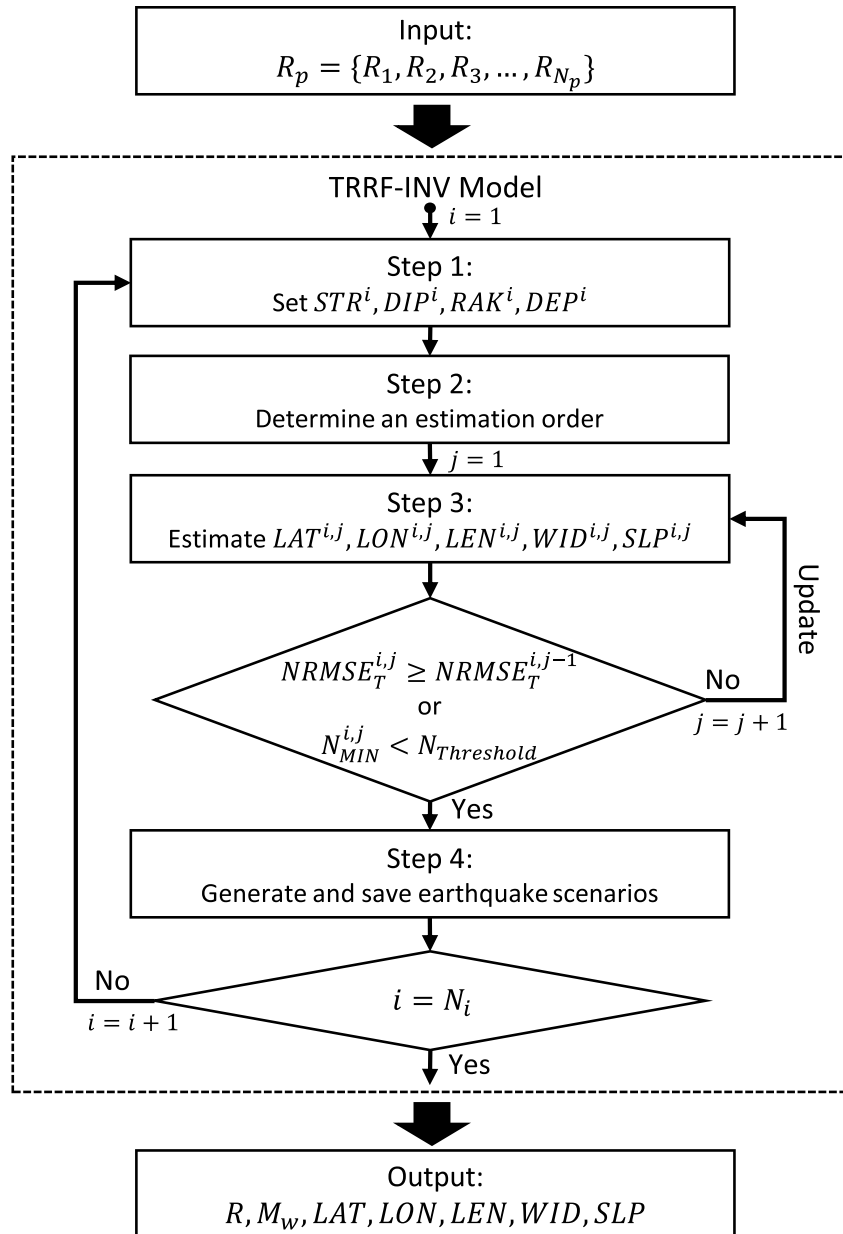 Input:
$R_p = \{R_1, R_2, R_3, \ldots, R_{N_p}\}$
TRRF-INV Model
$i = 1$
Step 1:
Set $STR^i, DIP^i, RAK^i, DEP^i$
Step 2:
Determine an estimation order
$j = 1$
Step 3:
Estimate $LAT^{i,j}, LON^{i,j}, LEN^{i,j}, WID^{i,j}, SLP^{i,j}$
Update
$NRMSE_T^{i,j} \geq NRMSE_T^{i,j-1}$
or
$N_{MIN}^{i,j} < N_{Threshold}$
No
$j = j + 1$
Yes
Step 4:
Generate and save earthquake scenarios
No
$i = i + 1$
$i = N_i$
Yes
Output:
$R, M_w, LAT, LON, LEN, WID, SLP$